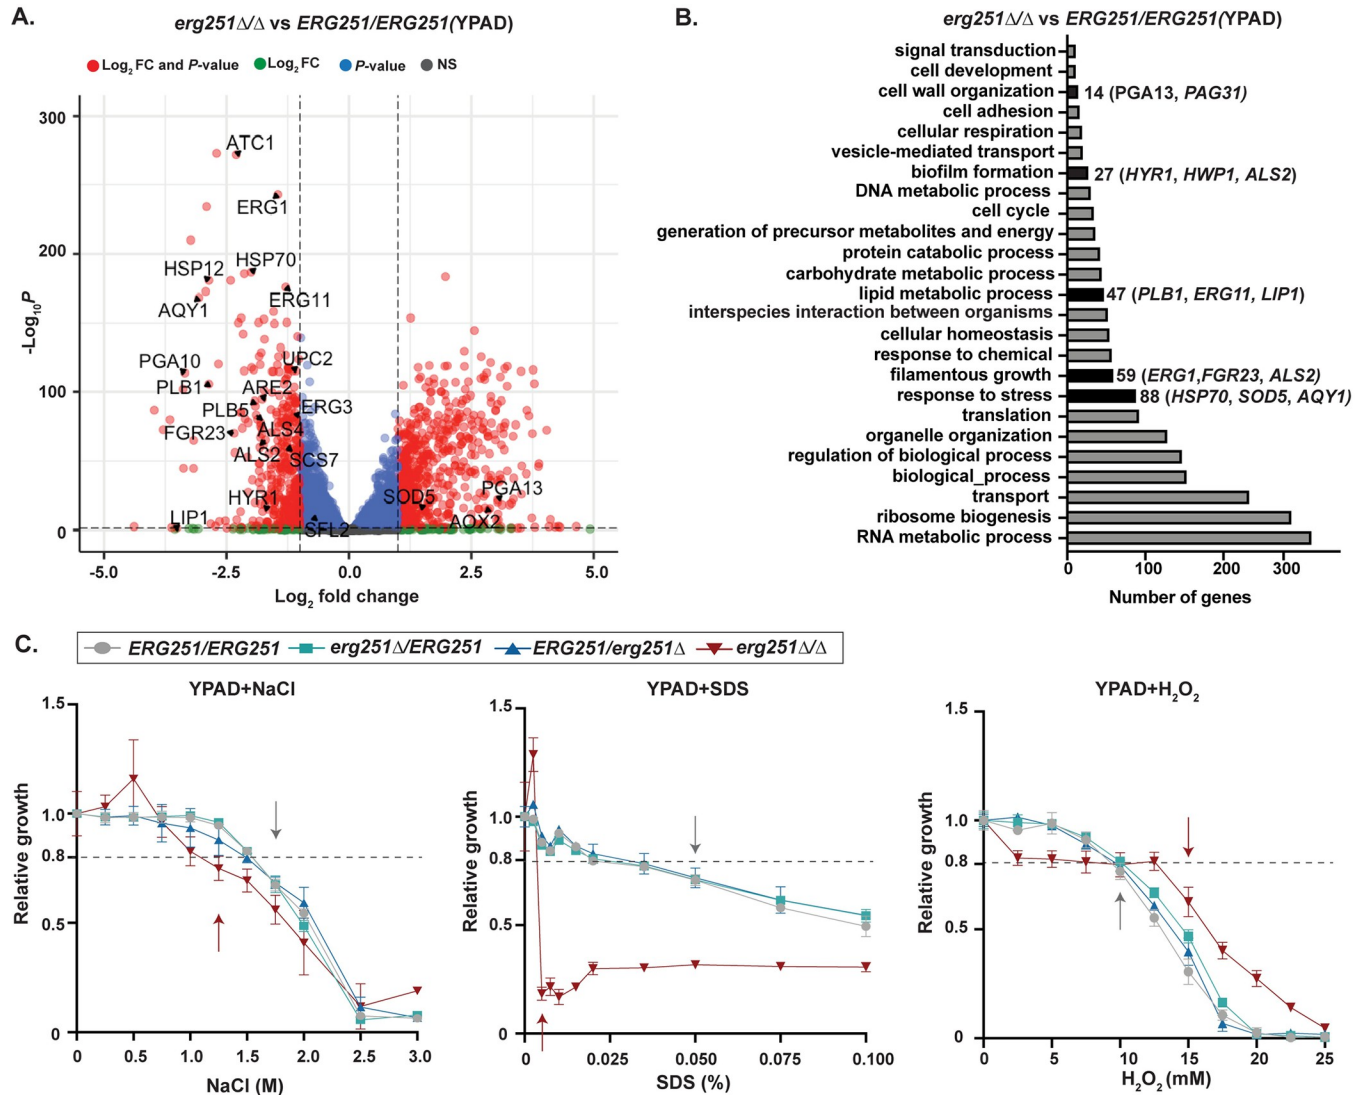 A.
erg251Δ/Δ vs ERG251/ERG251(YPAD)
Log2 FC and P-value
Log2 FC
P-value
NS
300
200
100
0
-Log10P
ATC1
ERG1
HSP70
HSP12
ERG11
AQY1
UPC2
PGA10
PLB1
ARE2
PLB5
ERG3
FGR23
ALS4
ALS2
SCS7
HYR1
SOD5
PGA13
LIP1
SFL2
AOX2
-5.0
-2.5
0.0
2.5
5.0
Log2 fold change
B.
erg251Δ/Δ vs ERG251/ERG251(YPAD)
signal transduction
cell development
cell wall organization 14 (PGA13, PAG31)
cell adhesion
cellular respiration
vesicle-mediated transport
biofilm formation 27 (HYR1, HWP1, ALS2)
DNA metabolic process
cell cycle
generation of precursor metabolites and energy
protein catabolic process
carbohydrate metabolic process
lipid metabolic process 47 (PLB1, ERG11, LIP1)
interspecies interaction between organisms
cellular homeostasis
response to chemical
filamentous growth 59 (ERG1,FGR23, ALS2)
response to stress 88 (HSP70, SOD5, AQY1)
translation
organelle organization
regulation of biological process
biological_process
transport
ribosome biogenesis
RNA metabolic process
0
100
200
300
Number of genes
C.
ERG251/ERG251
erg251Δ/ERG251
ERG251/erg251Δ
erg251Δ/Δ
YPAD+NaCl
1.5
1.0
0.8
0.5
0
Relative growth
0
0.5
1.0
1.5
2.0
2.5
3.0
NaCl (M)
YPAD+SDS
1.5
1.0
0.8
0.5
0
Relative growth
0
0.025
0.050
0.075
0.100
SDS (%)
YPAD+H2O2
1.5
1.0
0.8
0.5
0
Relative growth
0
5
10
15
20
25
H2O2 (mM)